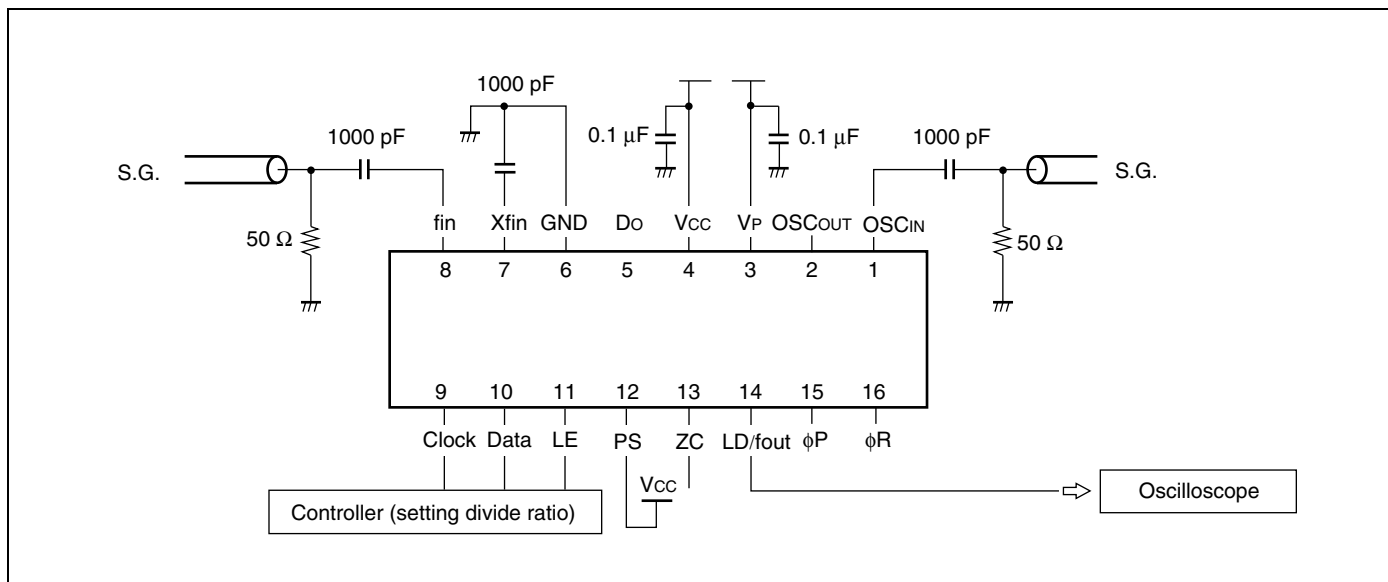 1000 pF
1000 pF
0.1 μF
0.1 μF
1000 pF
S.G.
S.G.
50 Ω
50 Ω
fin Xfin GND DO VCC VP OSCOUT OSCIN
8 7 6 5 4 3 2 1
9 10 11 12 13 14 15 16
Clock Data LE PS ZC LD/fout ϕP ϕR
VCC
Controller (setting divide ratio)
Oscilloscope